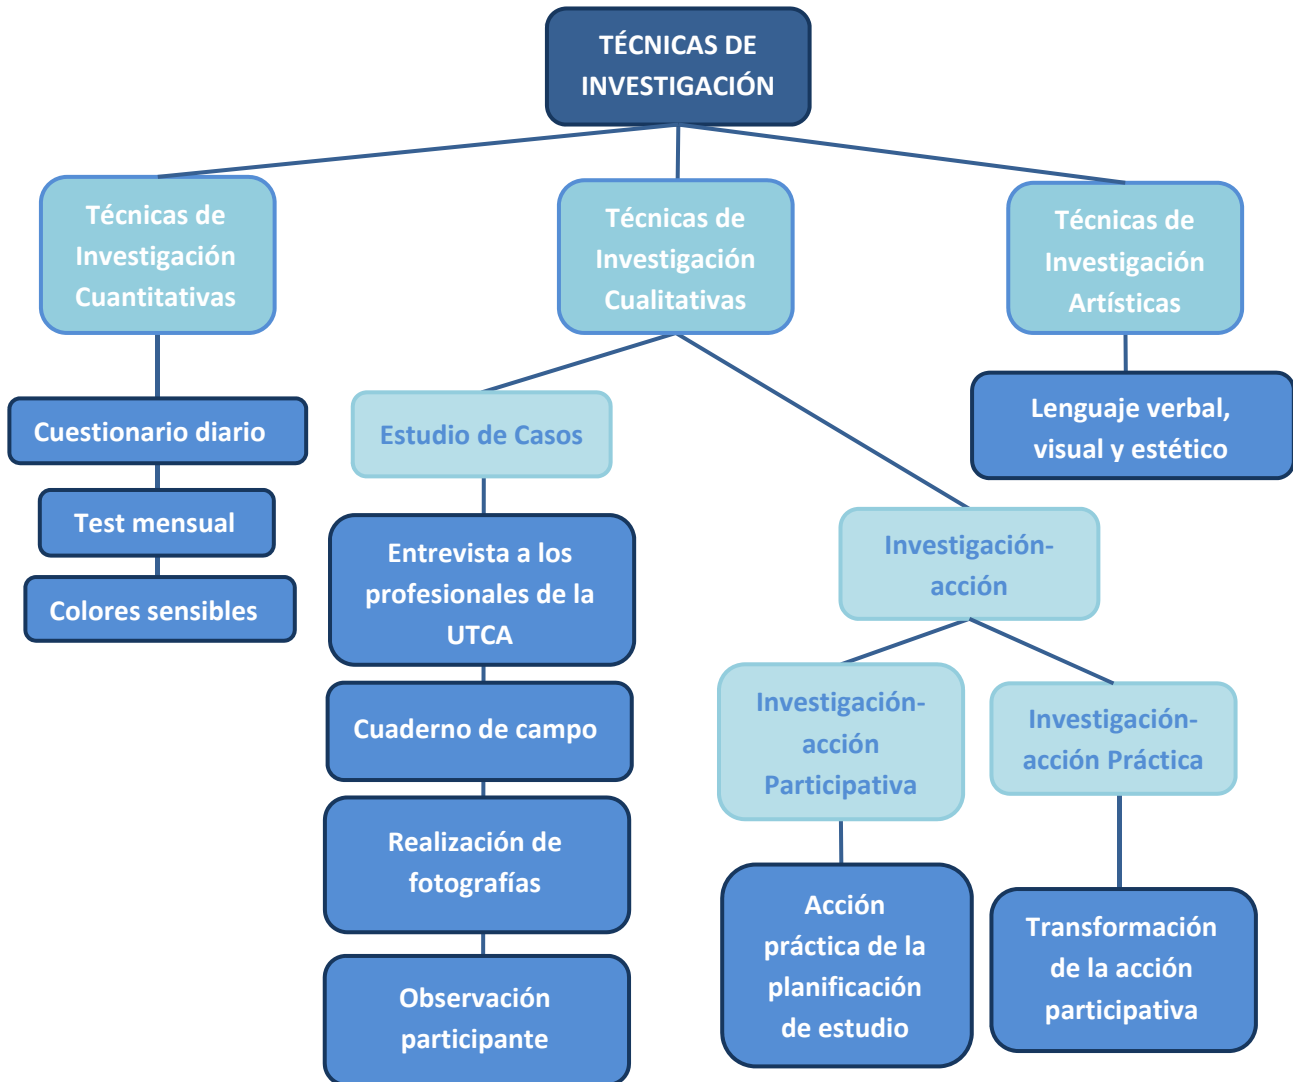 TÉCNICAS DE
INVESTIGACIÓN
Técnicas de
Investigación
Cuantitativas
Técnicas de
Investigación
Cualitativas
Técnicas de
Investigación
Artísticas
Cuestionario diario
Test mensual
Colores sensibles
Estudio de Casos
Entrevista a los
profesionales de la
UTCA
Cuaderno de campo
Realización de
fotografías
Observación
participante
Investigación-
acción
Investigación-
acción
Participativa
Acción
práctica de la
planificación
de estudio
Investigación-
acción Práctica
Transformación
de la acción
participativa
Lenguaje verbal,
visual y estético